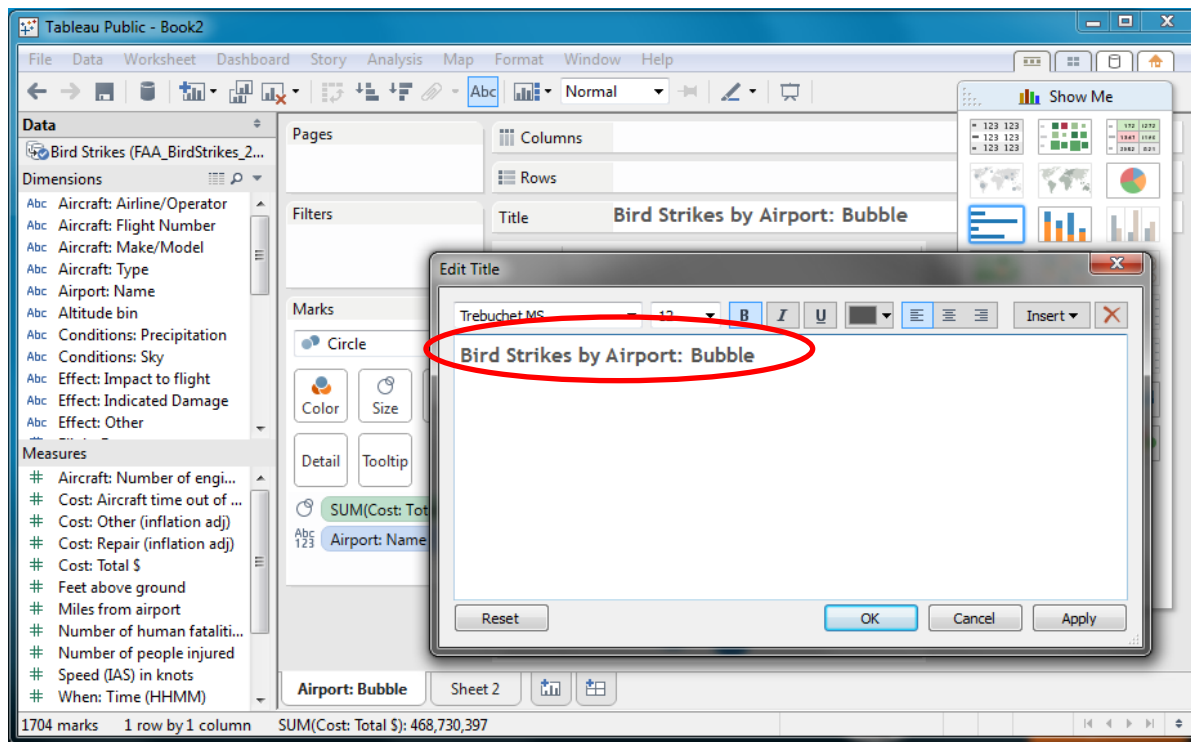 Tableau Public - Book2
File Data Worksheet Dashboard Story Analysis Map Format Window Help
Abc Normal
Show Me
Data
Bird Strikes (FAA_BirdStrikes_2...
Dimensions
Abc Aircraft: Airline/Operator
Abc Aircraft: Flight Number
Abc Aircraft: Make/Model
Abc Aircraft: Type
Abc Airport: Name
Abc Altitude bin
Abc Conditions: Precipitation
Abc Conditions: Sky
Abc Effect: Impact to flight
Abc Effect: Indicated Damage
Abc Effect: Other
Measures
# Aircraft: Number of engi...
# Cost: Aircraft time out of ...
# Cost: Other (inflation adj)
# Cost: Repair (inflation adj)
# Cost: Total $
# Feet above ground
# Miles from airport
# Number of human fataliti...
# Number of people injured
# Speed (IAS) in knots
# When: Time (HHMM)
Pages
Filters
Marks
Circle
Color Size
Detail Tooltip
SUM(Cost: Tot
Abc 123 Airport: Name
Columns
Rows
Title Bird Strikes by Airport: Bubble
123 123
123 123
123 123
Edit Title
Trebuchet MS 12 B I U Insert
Bird Strikes by Airport: Bubble
Reset OK Cancel Apply
Airport: Bubble Sheet 2
1704 marks 1 row by 1 column SUM(Cost: Total $): 468,730,397